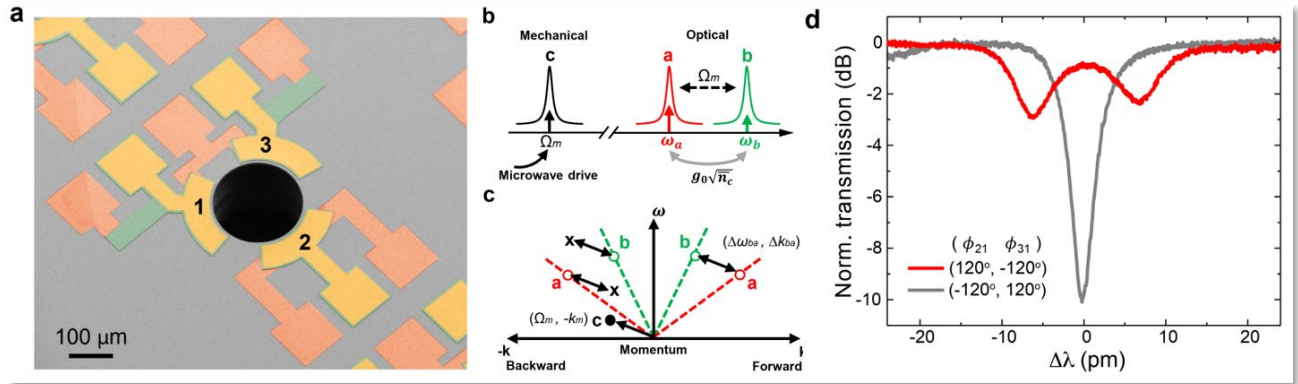 a
3
1
2
100 μm
b
Mechanical
Optical
c
a
b
Ωm
Ωm
ωa
ωb
Microwave drive
g0√n̅c
c
ω
x
b
b
(Δωba , Δkba)
a
x
a
(Ωm, -km)
c
-k
Momentum
k
Backward
Forward
d
Norm. transmission (dB)
0
-2
-4
-6
-8
-10
( ϕ21 ϕ31 )
(120°, -120°)
(-120°, 120°)
-20
-10
0
10
20
Δλ (pm)